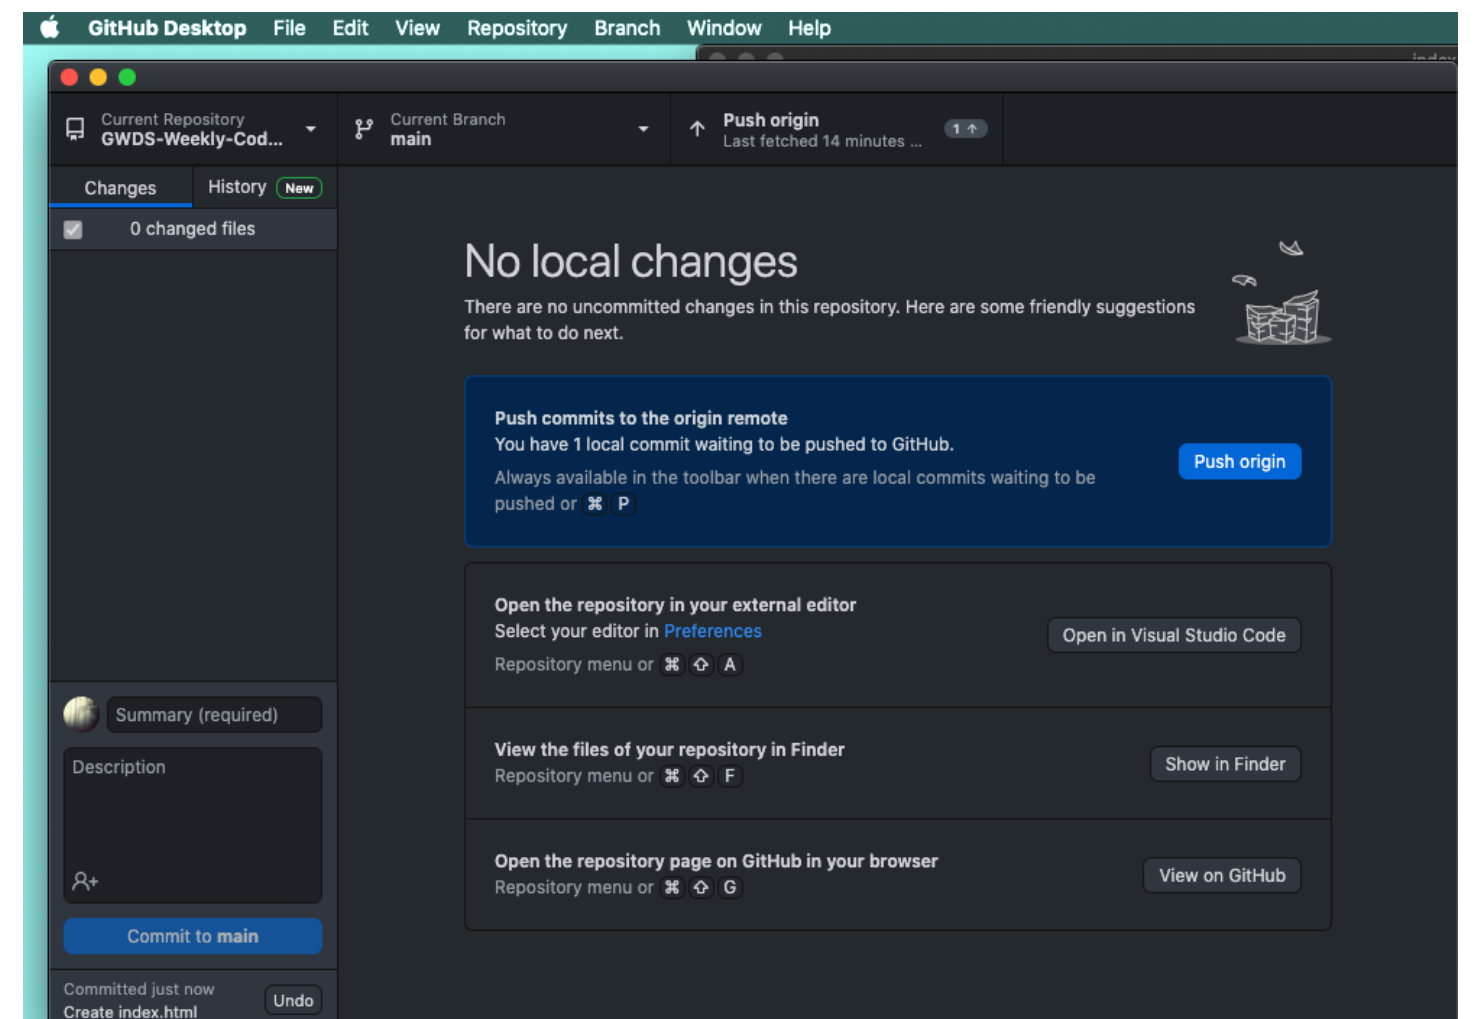 GitHub Desktop File Edit View Repository Branch Window Help
Current Repository
GWDS-Weekly-Cod...
Current Branch
main
Push origin
Last fetched 14 minutes ...
1
Changes
History New
0 changed files
No local changes
There are no uncommitted changes in this repository. Here are some friendly suggestions
for what to do next.
Push commits to the origin remote
You have 1 local commit waiting to be pushed to GitHub.
Always available in the toolbar when there are local commits waiting to be
pushed or ⌘ P
Push origin
Open the repository in your external editor
Select your editor in Preferences
Repository menu or ⌘ ⇧ A
Open in Visual Studio Code
View the files of your repository in Finder
Repository menu or ⌘ ⇧ F
Show in Finder
Open the repository page on GitHub in your browser
Repository menu or ⌘ ⇧ G
View on GitHub
Summary (required)
Description
Commit to main
Committed just now
Create index.html
Undo